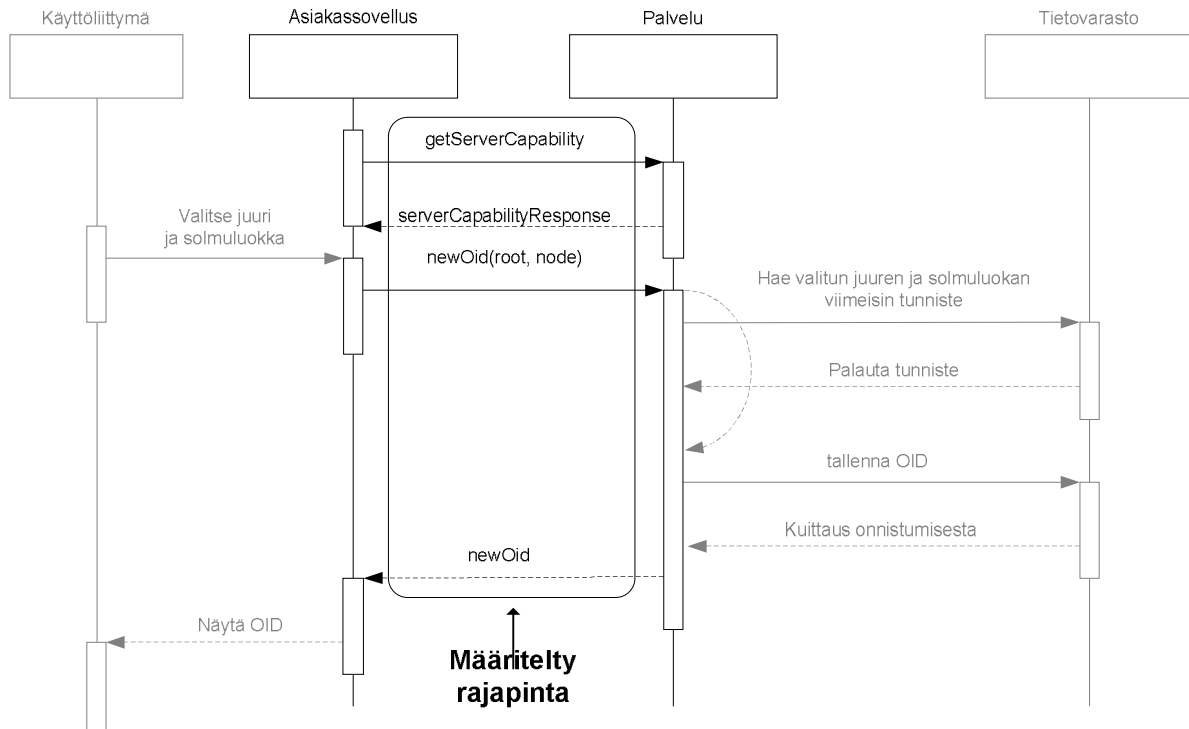 Käyttöliittymä
Asiakassovellus
Palvelu
Tietovarasto
getServerCapability
serverCapabilityResponse
Valitse juuri
ja solmuluokka
newOid(root, node)
Hae valitun juuren ja solmuluokan
viimeisin tunniste
Palauta tunniste
tallenna OID
Kuittaus onnistumisesta
newOid
Näytä OID
Määritelty
rajapinta